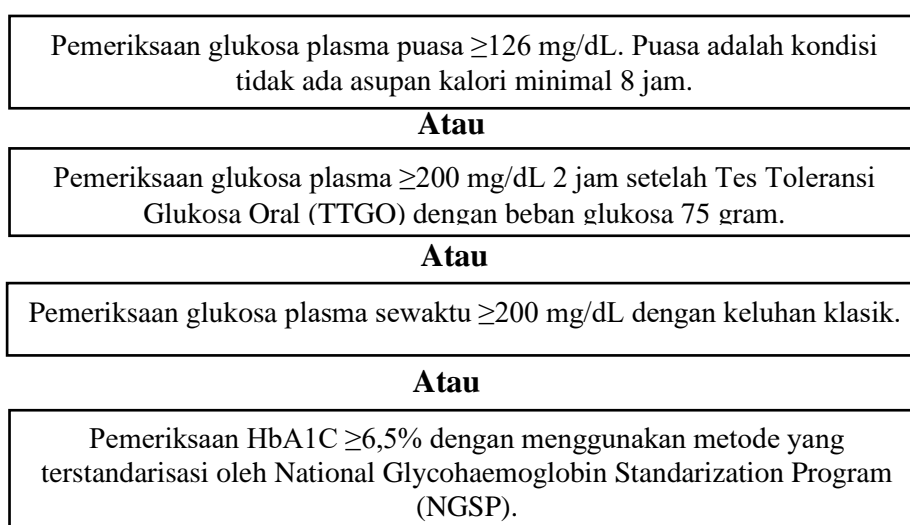 Pemeriksaan glukosa plasma puasa ≥126 mg/dL. Puasa adalah kondisi
tidak ada asupan kalori minimal 8 jam.
Atau
Pemeriksaan glukosa plasma ≥200 mg/dL 2 jam setelah Tes Toleransi
Glukosa Oral (TTGO) dengan beban glukosa 75 gram.
Atau
Pemeriksaan glukosa plasma sewaktu ≥200 mg/dL dengan keluhan klasik.
Atau
Pemeriksaan HbA1C ≥6,5% dengan menggunakan metode yang
terstandarisasi oleh National Glycohaemoglobin Standarization Program
(NGSP).